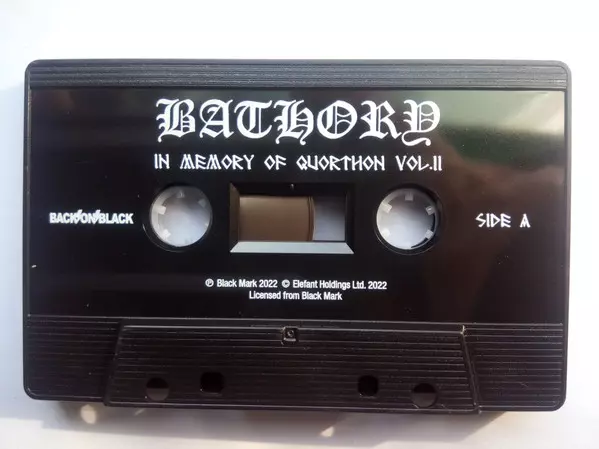 BATHORY
IN MEMORY OF QUORTHON VOL.II
BACK ON BLACK
SIDE A
℗ Black Mark 2022 © Elefant Holdings Ltd. 2022
Licensed from Black Mark